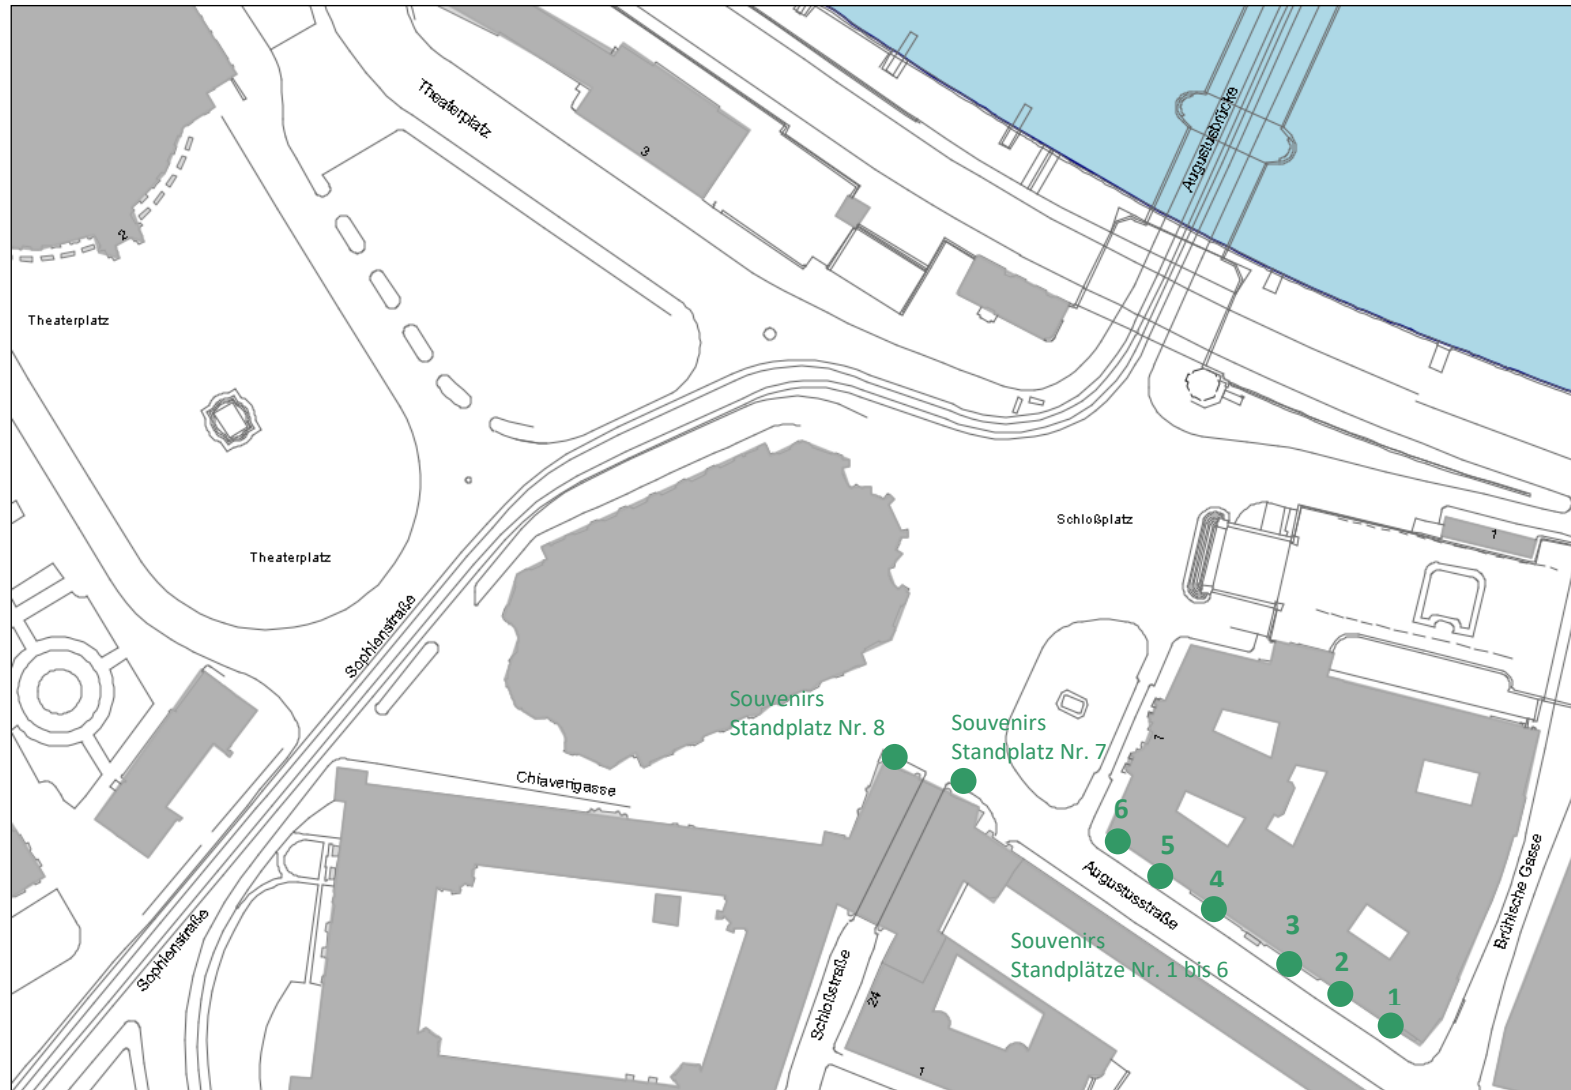 Theaterplatz
3
Augustusbrücke
2
Theaterplatz
Schloßplatz
1
Theaterplatz
Sophienstraße
Souvenirs
Standplatz Nr. 8
Souvenirs
Standplatz Nr. 7
1
Chiaverigasse
6
5
4
Augustusstraße
3
2
1
Brühlische Gasse
Souvenirs
Standplätze Nr. 1 bis 6
Sophienstraße
Schloßstraße
24
1